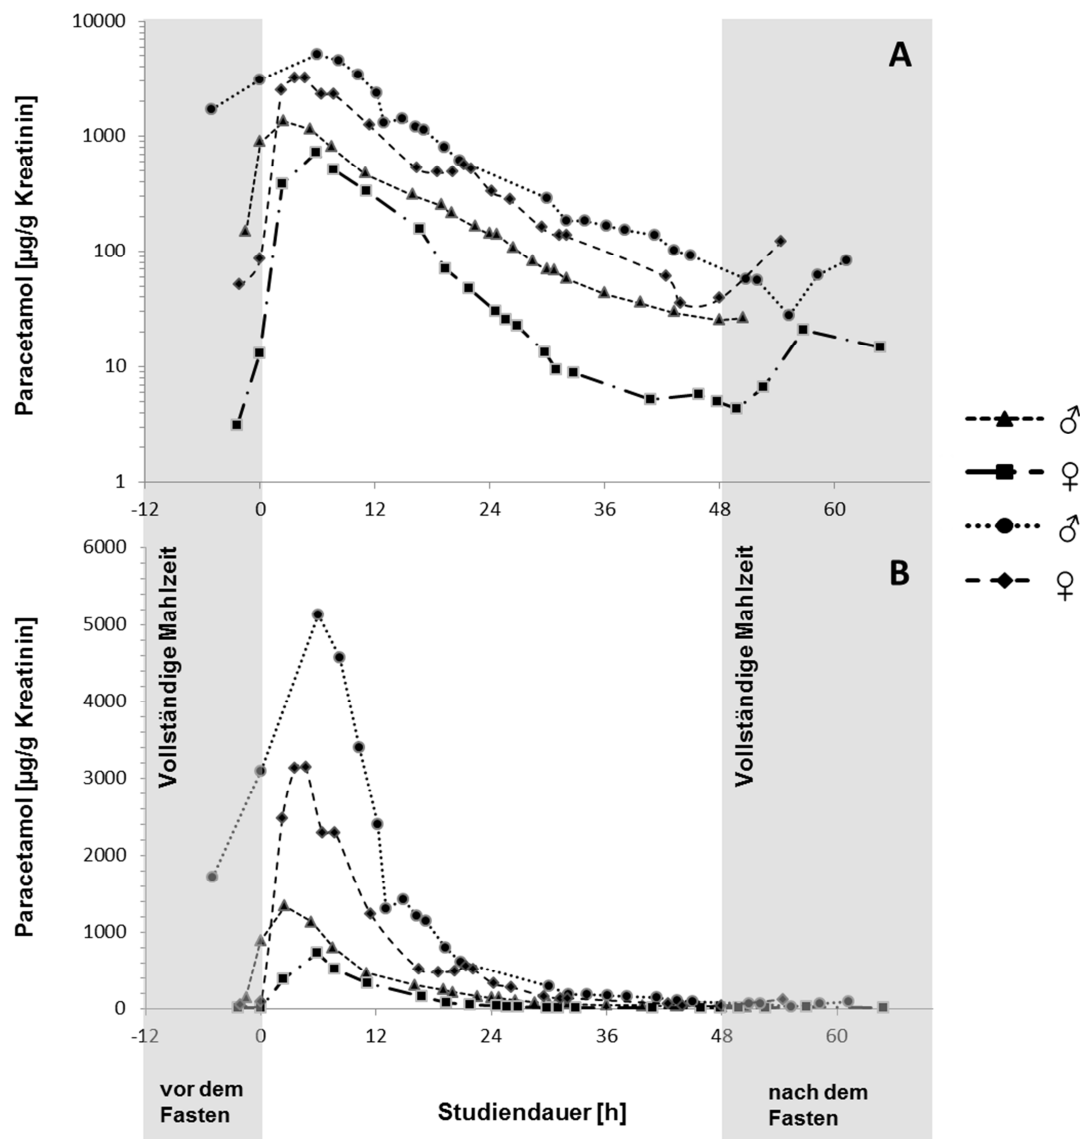 A
Paracetamol [µg/g Kreatinin]
10000
1000
100
10
1
-12 0 12 24 36 48 60
♂
♀
♂
♀
B
Paracetamol [µg/g Kreatinin]
6000
5000
4000
3000
2000
1000
0
Vollständige Mahlzeit
Vollständige Mahlzeit
-12 0 12 24 36 48 60
vor dem
Fasten
Studiendauer [h]
nach dem
Fasten